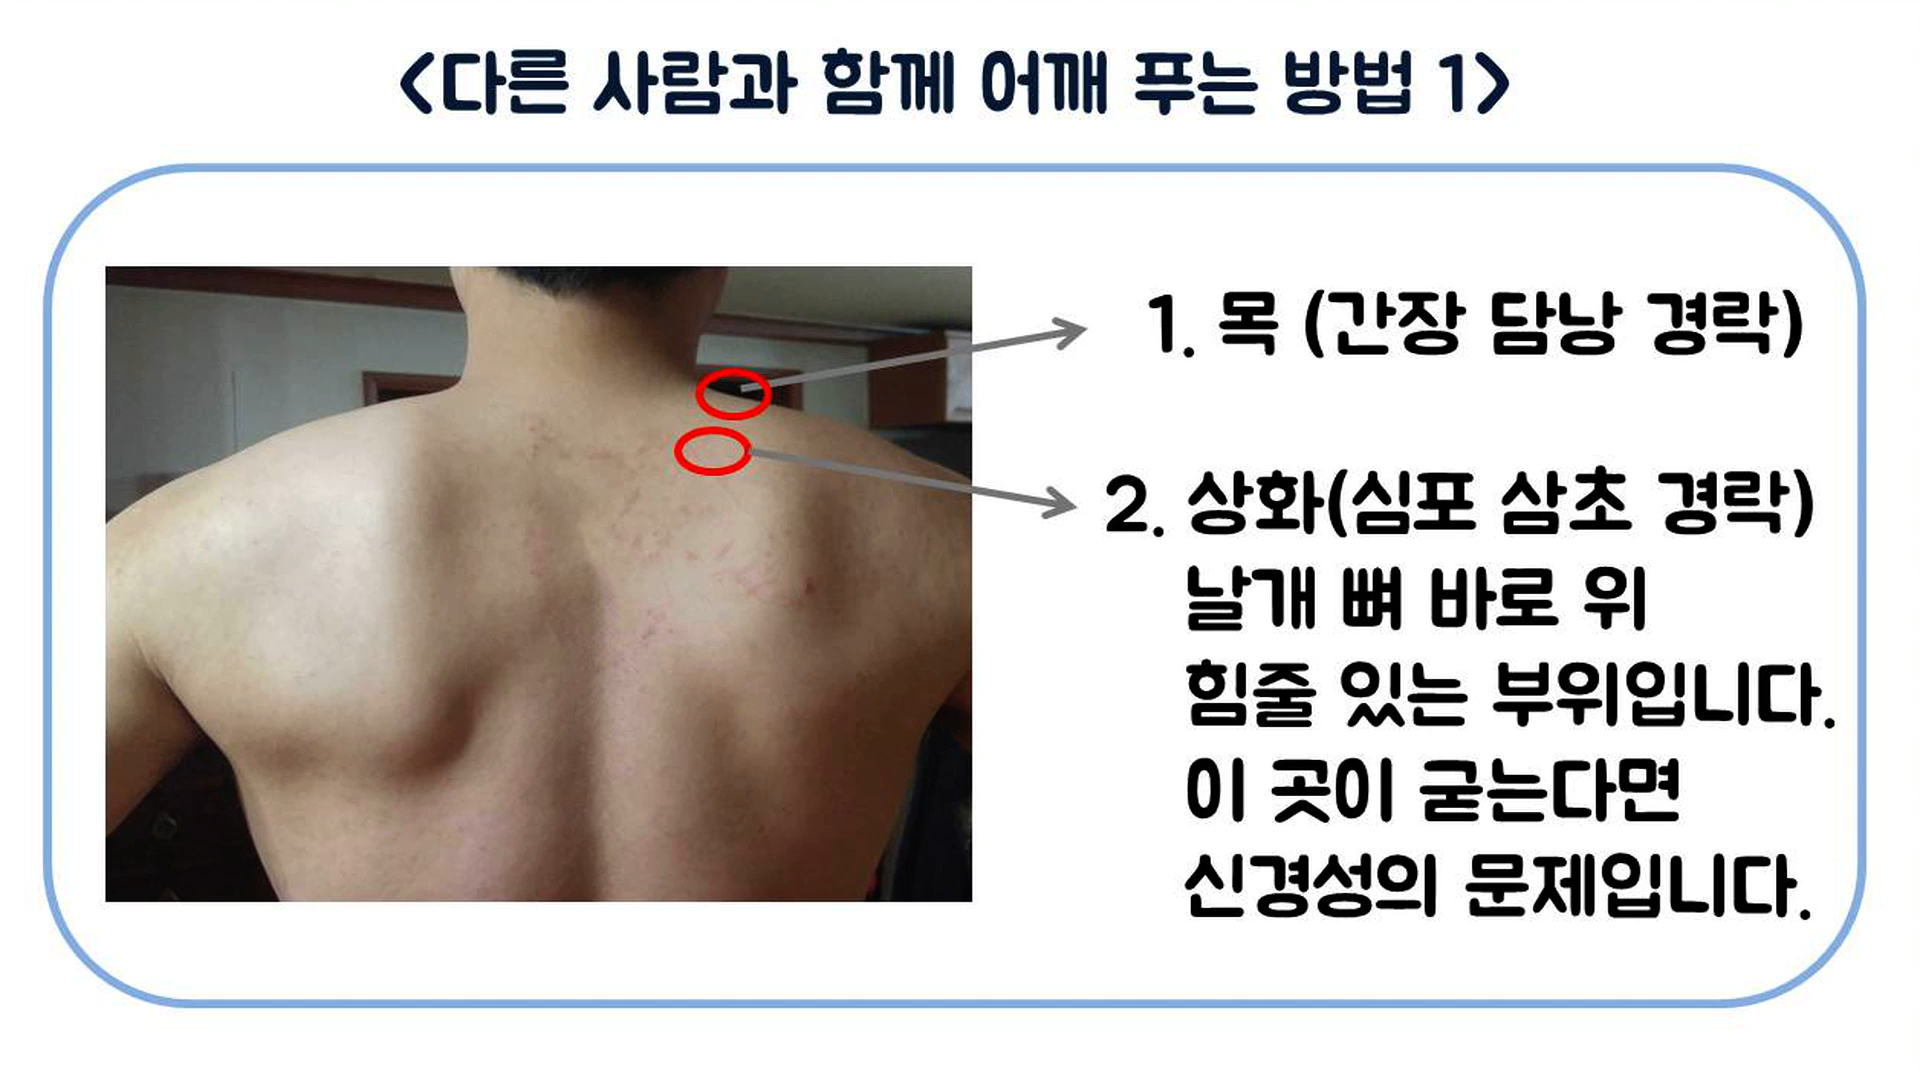 <다른 사람과 함께 어깨 푸는 방법 1>
1. 목 (간장 담낭 경락)
2. 상화(심포 삼초 경락)
날개 뼈 바로 위
힘줄 있는 부위입니다.
이 곳이 굳는다면
신경성의 문제입니다.